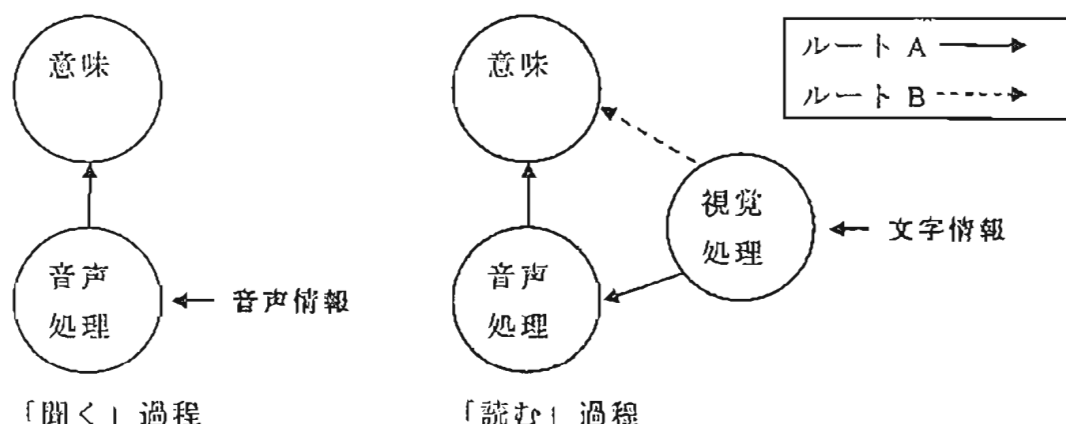 意味
音声
処理
音声情報
「聞く」過程
意味
視覚
処理
文字情報
音声
処理
「読む」過程
ルート A
ルート B